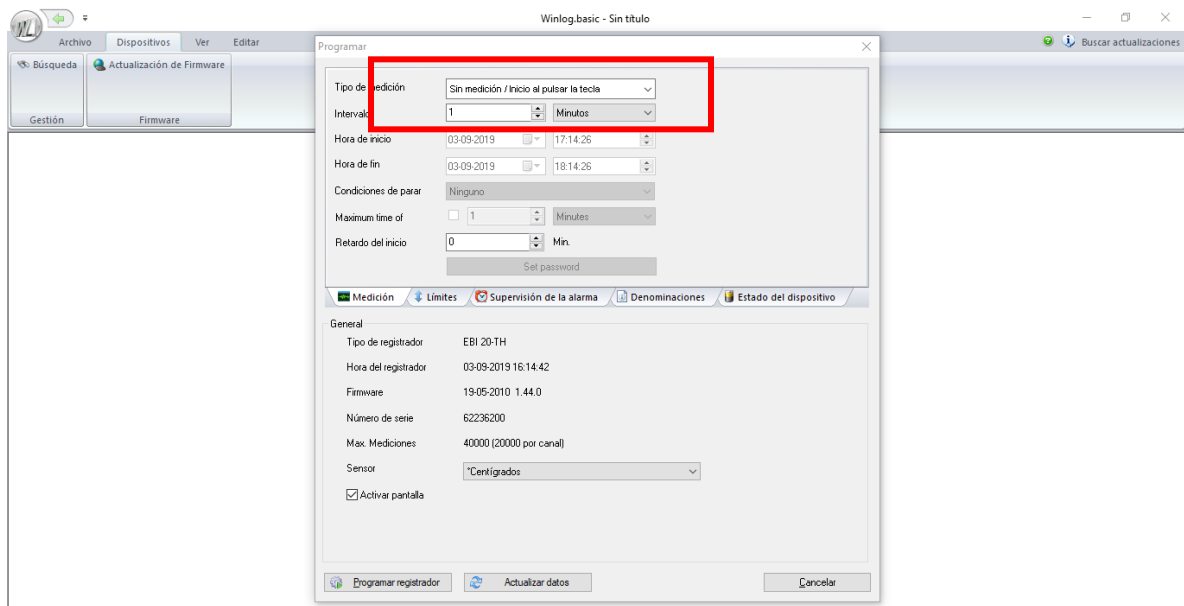 Winlog.basic - Sin título
Archivo Dispositivos Ver Editar
Buscar actualizaciones
Búsqueda
Actualización de Firmware
Gestión
Firmware
Programar
Tipo de medición Sin medición / Inicio al pulsar la tecla
Intervalo 1 Minutos
Hora de inicio 03-09-2019 17:14:26
Hora de fin 03-09-2019 18:14:26
Condiciones de parar Ninguno
Maximum time of 1 Minutes
Retardo del inicio 0 Min.
Set password
Medición Límites Supervisión de la alarma Denominaciones Estado del dispositivo
General
Tipo de registrador EBI 20-TH
Hora del registrador 03-09-2019 16:14:42
Firmware 19-05-2010 1.44.0
Número de serie 62236200
Max. Mediciones 40000 (20000 por canal)
Sensor °Centígrados
Activar pantalla
Programar registrador Actualizar datos Cancelar